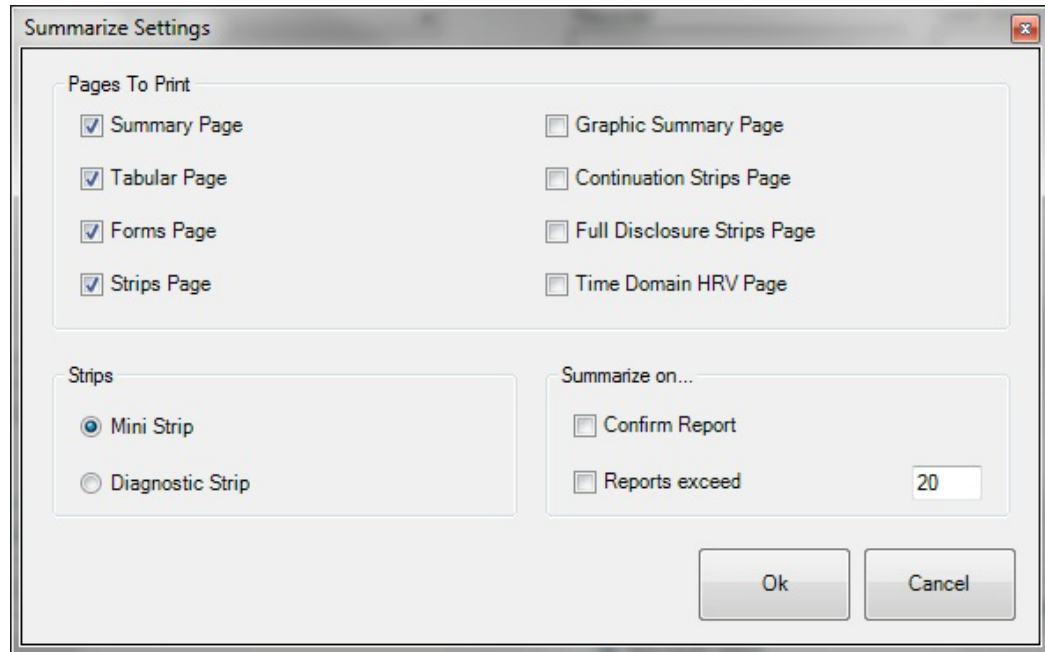 Summarize Settings
Pages To Print
Summary Page
Graphic Summary Page
Tabular Page
Continuation Strips Page
Forms Page
Full Disclosure Strips Page
Strips Page
Time Domain HRV Page
Strips
Mini Strip
Diagnostic Strip
Summarize on...
Confirm Report
Reports exceed 20
Ok
Cancel